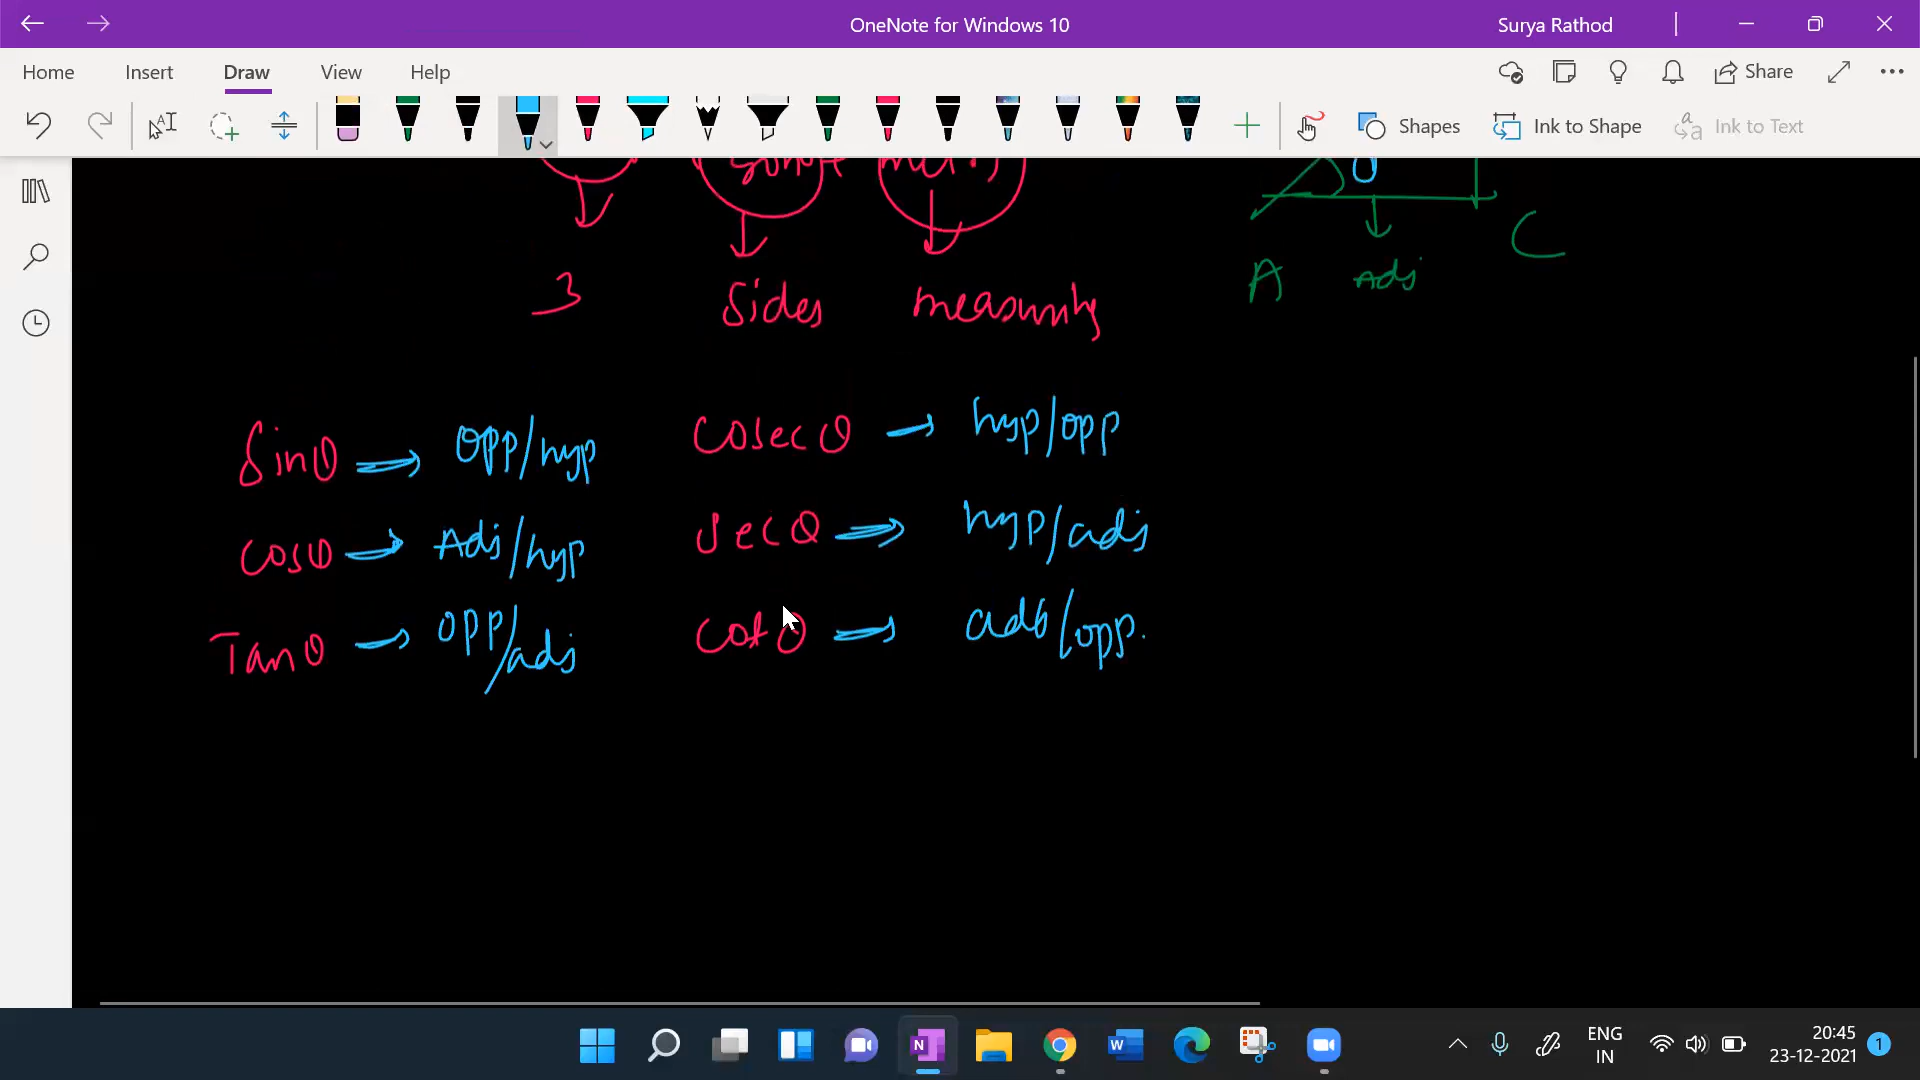 OneNote for Windows 10
Surya Rathod
Home Insert Draw View Help
Share
Shapes Ink to Shape Ink to Text
θ
C
A Adj
3 Sides measuring
Sinθ → opp/hyp Cosecθ → hyp/opp
Cosθ → Adj/hyp Secθ → hyp/adj
Tanθ → opp/adj Cotθ → adj/opp.
ENG
IN
20:45
23-12-2021
1